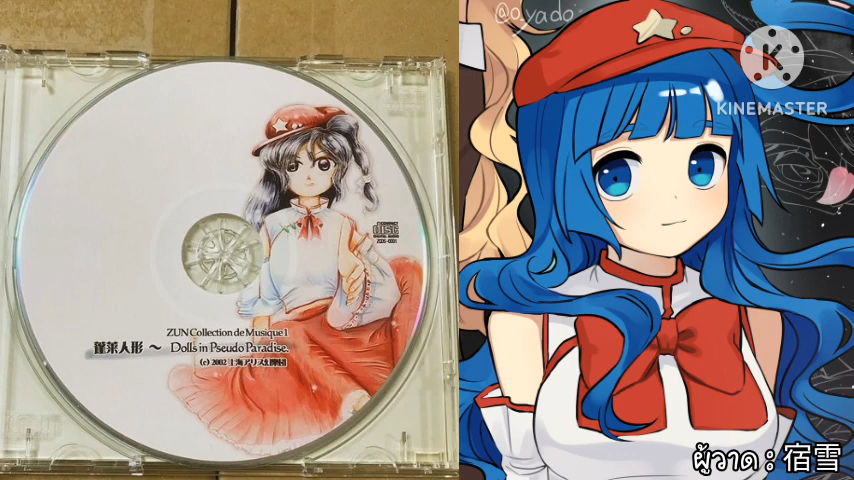 @o_yado
KINEMASTER
disc
ZUN Collection de Musique 1
蓬莱人形 ～ Dolls in Pseudo Paradise.
(c) 2002 上海アリス幻樂団
ผู้วาด : 宿雪